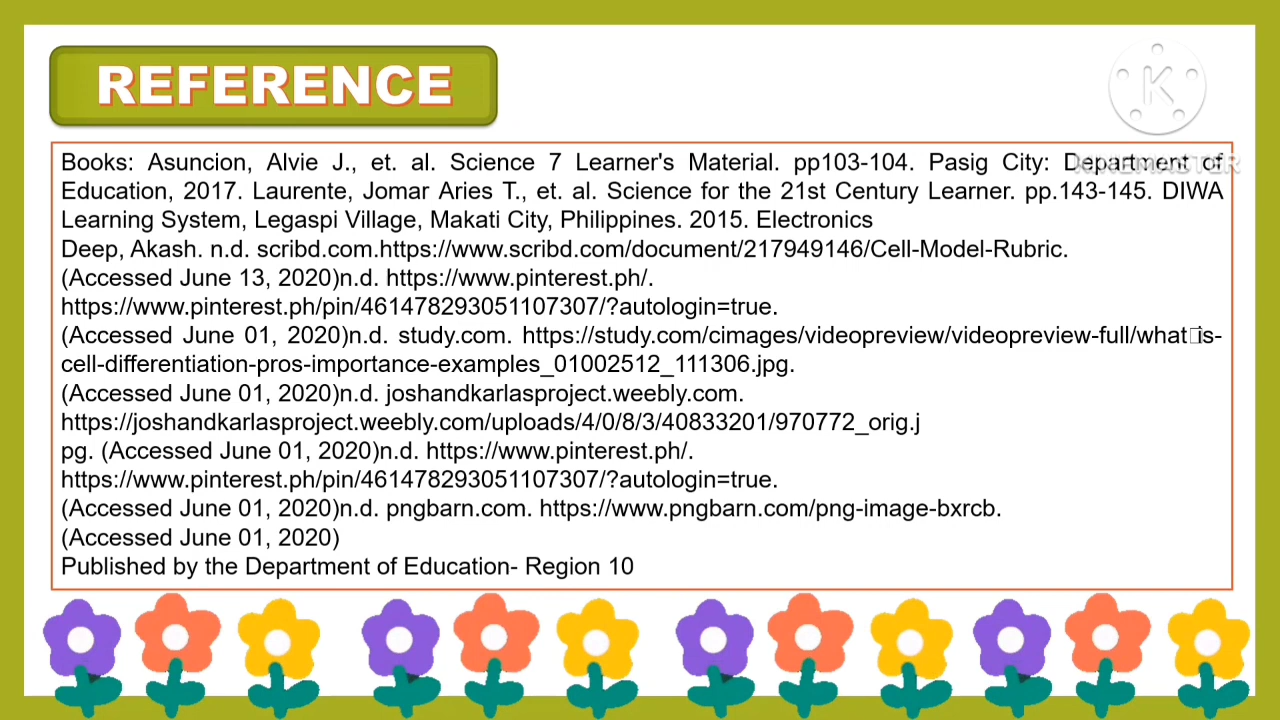 REFERENCE
K
KINEMASTER
Books: Asuncion, Alvie J., et. al. Science 7 Learner's Material. pp103-104. Pasig City: Department of
Education, 2017. Laurente, Jomar Aries T., et. al. Science for the 21st Century Learner. pp.143-145. DIWA
Learning System, Legaspi Village, Makati City, Philippines. 2015. Electronics
Deep, Akash. n.d. scribd.com.https://www.scribd.com/document/217949146/Cell-Model-Rubric.
(Accessed June 13, 2020)n.d. https://www.pinterest.ph/.
https://www.pinterest.ph/pin/461478293051107307/?autologin=true.
(Accessed June 01, 2020)n.d. study.com. https://study.com/cimages/videopreview/videopreview-full/what□is-
cell-differentiation-pros-importance-examples_01002512_111306.jpg.
(Accessed June 01, 2020)n.d. joshandkarlasproject.weebly.com.
https://joshandkarlasproject.weebly.com/uploads/4/0/8/3/40833201/970772_orig.j
pg. (Accessed June 01, 2020)n.d. https://www.pinterest.ph/.
https://www.pinterest.ph/pin/461478293051107307/?autologin=true.
(Accessed June 01, 2020)n.d. pngbarn.com. https://www.pngbarn.com/png-image-bxrcb.
(Accessed June 01, 2020)
Published by the Department of Education- Region 10